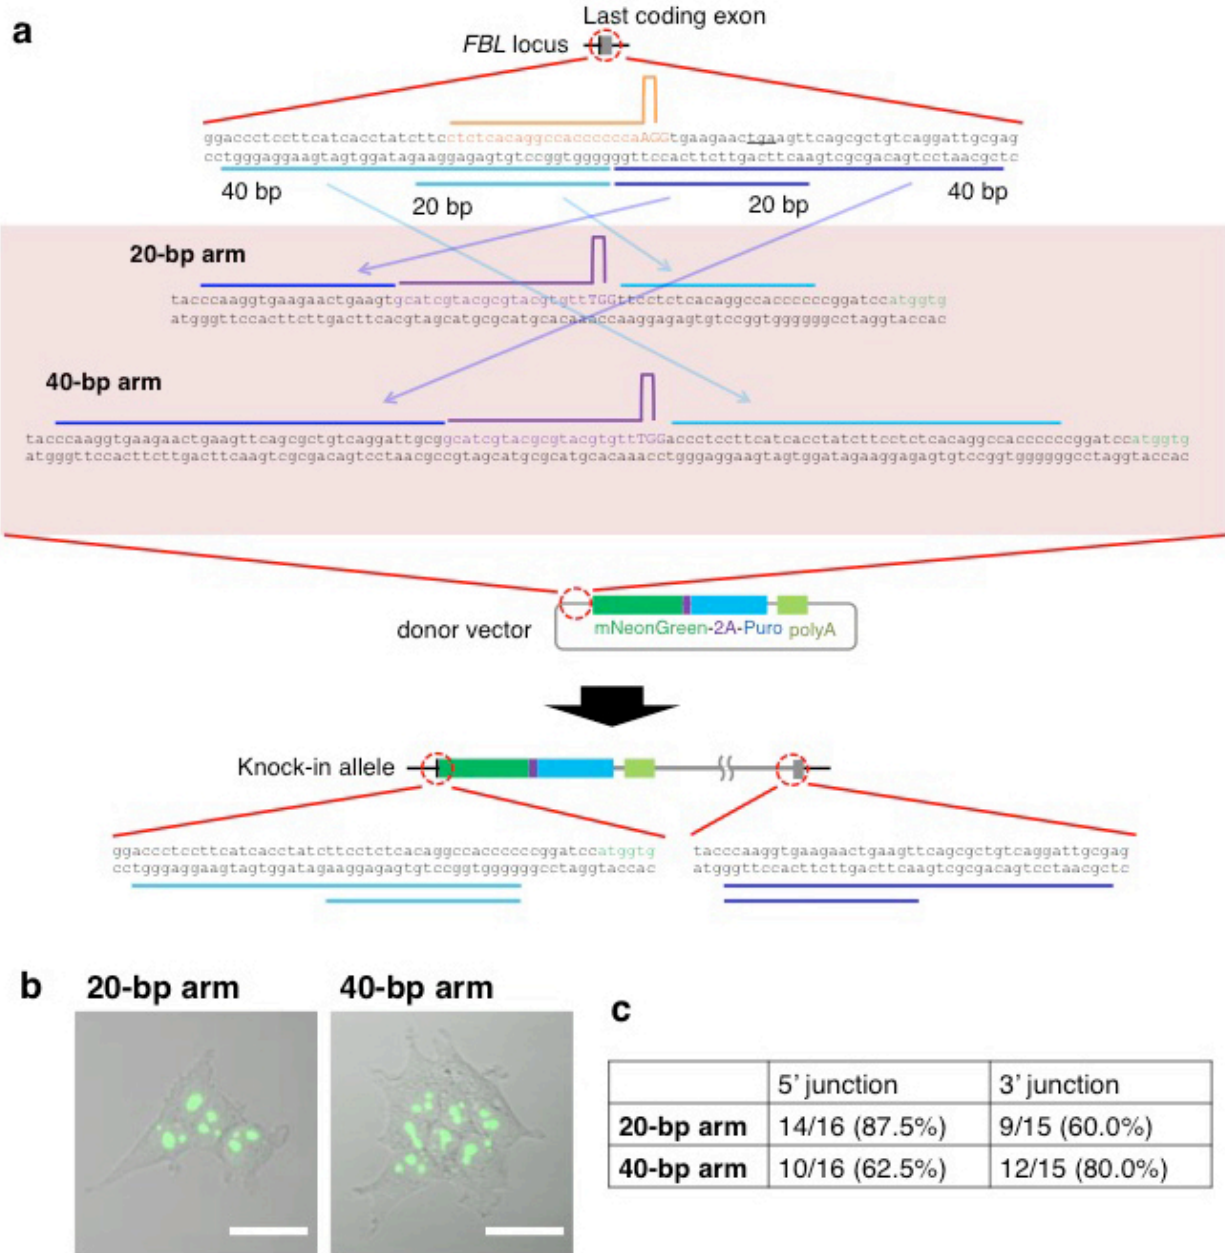 a
Last coding exon
FBL locus
ggaccctccttcatcacctatcttcctctcacaggccacccccccaAGGtgaagaactgaagttcagcgctgtcaggattgcgag
cctgggaggaagtagtggatagaaggagagtgtccggtggggggttccacttcttgacttcaagtcgcgacagtcctaacgctc
40 bp
20 bp
20 bp
40 bp
20-bp arm
tacccaaggtgaagaactgaagtgcatcgtacgcgtacgtgttTGGttcctctcacaggccacccccccggatccatggtg
atgggttccacttcttgacttcacgtagcatgcgcatgcacaaaccaaggagagtgtccggtggggggcctaggtaccac
40-bp arm
tacccaaggtgaagaactgaagttcagcgctgtcaggattgcggcatcgtacgcgtacgtgttTGGaccctccttcatcacctatcttcctctcacaggccacccccccggatccatggtg
atgggttccacttcttgacttcaagtcgcgacagtcctaacgccgtagcatgcgcatgcacaaacctgggaggaagtagtggatagaaggagagtgtccggtggggggcctaggtaccac
donor vector
mNeonGreen-2A-Puro polyA
Knock-in allele
ggaccctccttcatcacctatcttcctctcacaggccacccccccggatccatggtg
cctgggaggaagtagtggatagaaggagagtgtccggtggggggcctaggtaccac
tacccaaggtgaagaactgaagttcagcgctgtcaggattgcgag
atgggttccacttcttgacttcaagtcgcgacagtcctaacgctc
b
20-bp arm
40-bp arm
c
5' junction 3' junction
20-bp arm 14/16 (87.5%) 9/15 (60.0%)
40-bp arm 10/16 (62.5%) 12/15 (80.0%)